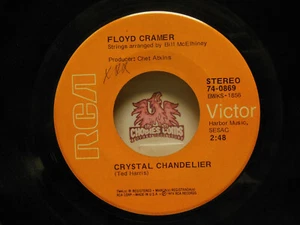 FLOYD CRAMER
Strings arranged by Bill McElhiney
Produced Chet Atkins
STEREO
74-0869
RCA
Victor
Harbor Music,
SESAC
2:48
CRYSTAL CHANDELIER
(Ted Harris)